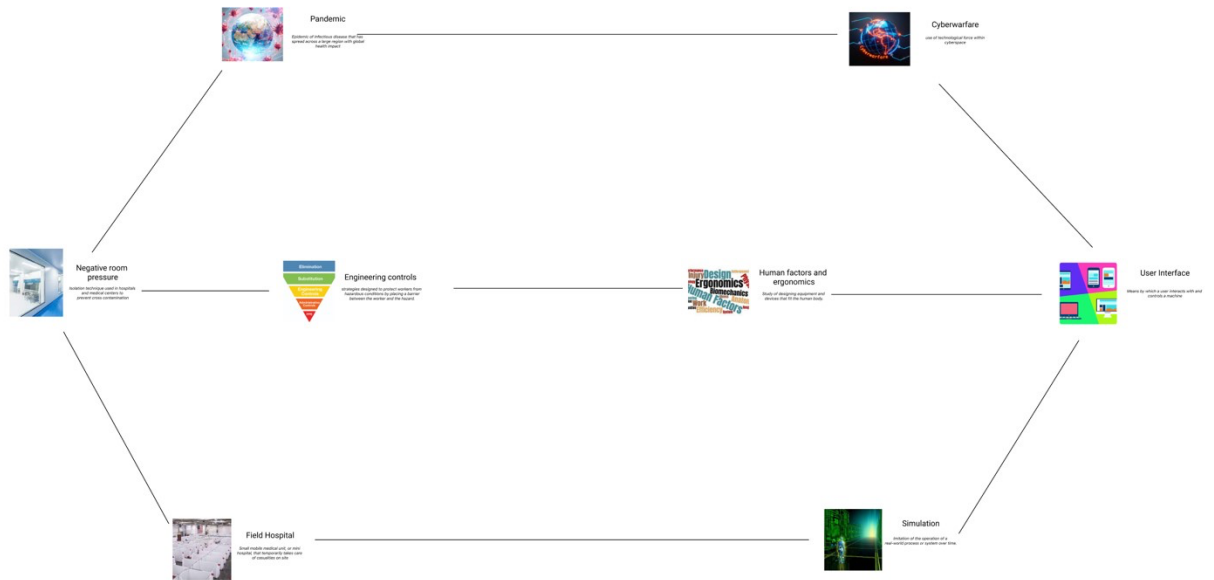 Pandemic
Epidemic of infectious disease that has
spread across a large region with global
health impact
Cyberwarfare
use of technological force within
cyberspace
Negative room
pressure
Isolation technique used in hospitals
and medical centers to
prevent cross contamination
Elimination
Substitution
Engineering
Controls
Engineering controls
strategies designed to protect workers from
hazardous conditions by placing a barrier
between the worker and the hazard
Injury Design
Ergonomics
Biomechanics
Human Factors
Work
Efficiency
Human factors and
ergonomics
Study of designing equipment and
devices that fit the human body.
User Interface
Means by which a user interacts with and
controls a machine
Field Hospital
Small mobile medical unit, or mini
hospital, that temporarily takes care
of casualties on site
Simulation
Imitation of the operation of a
real-world process or system over time.